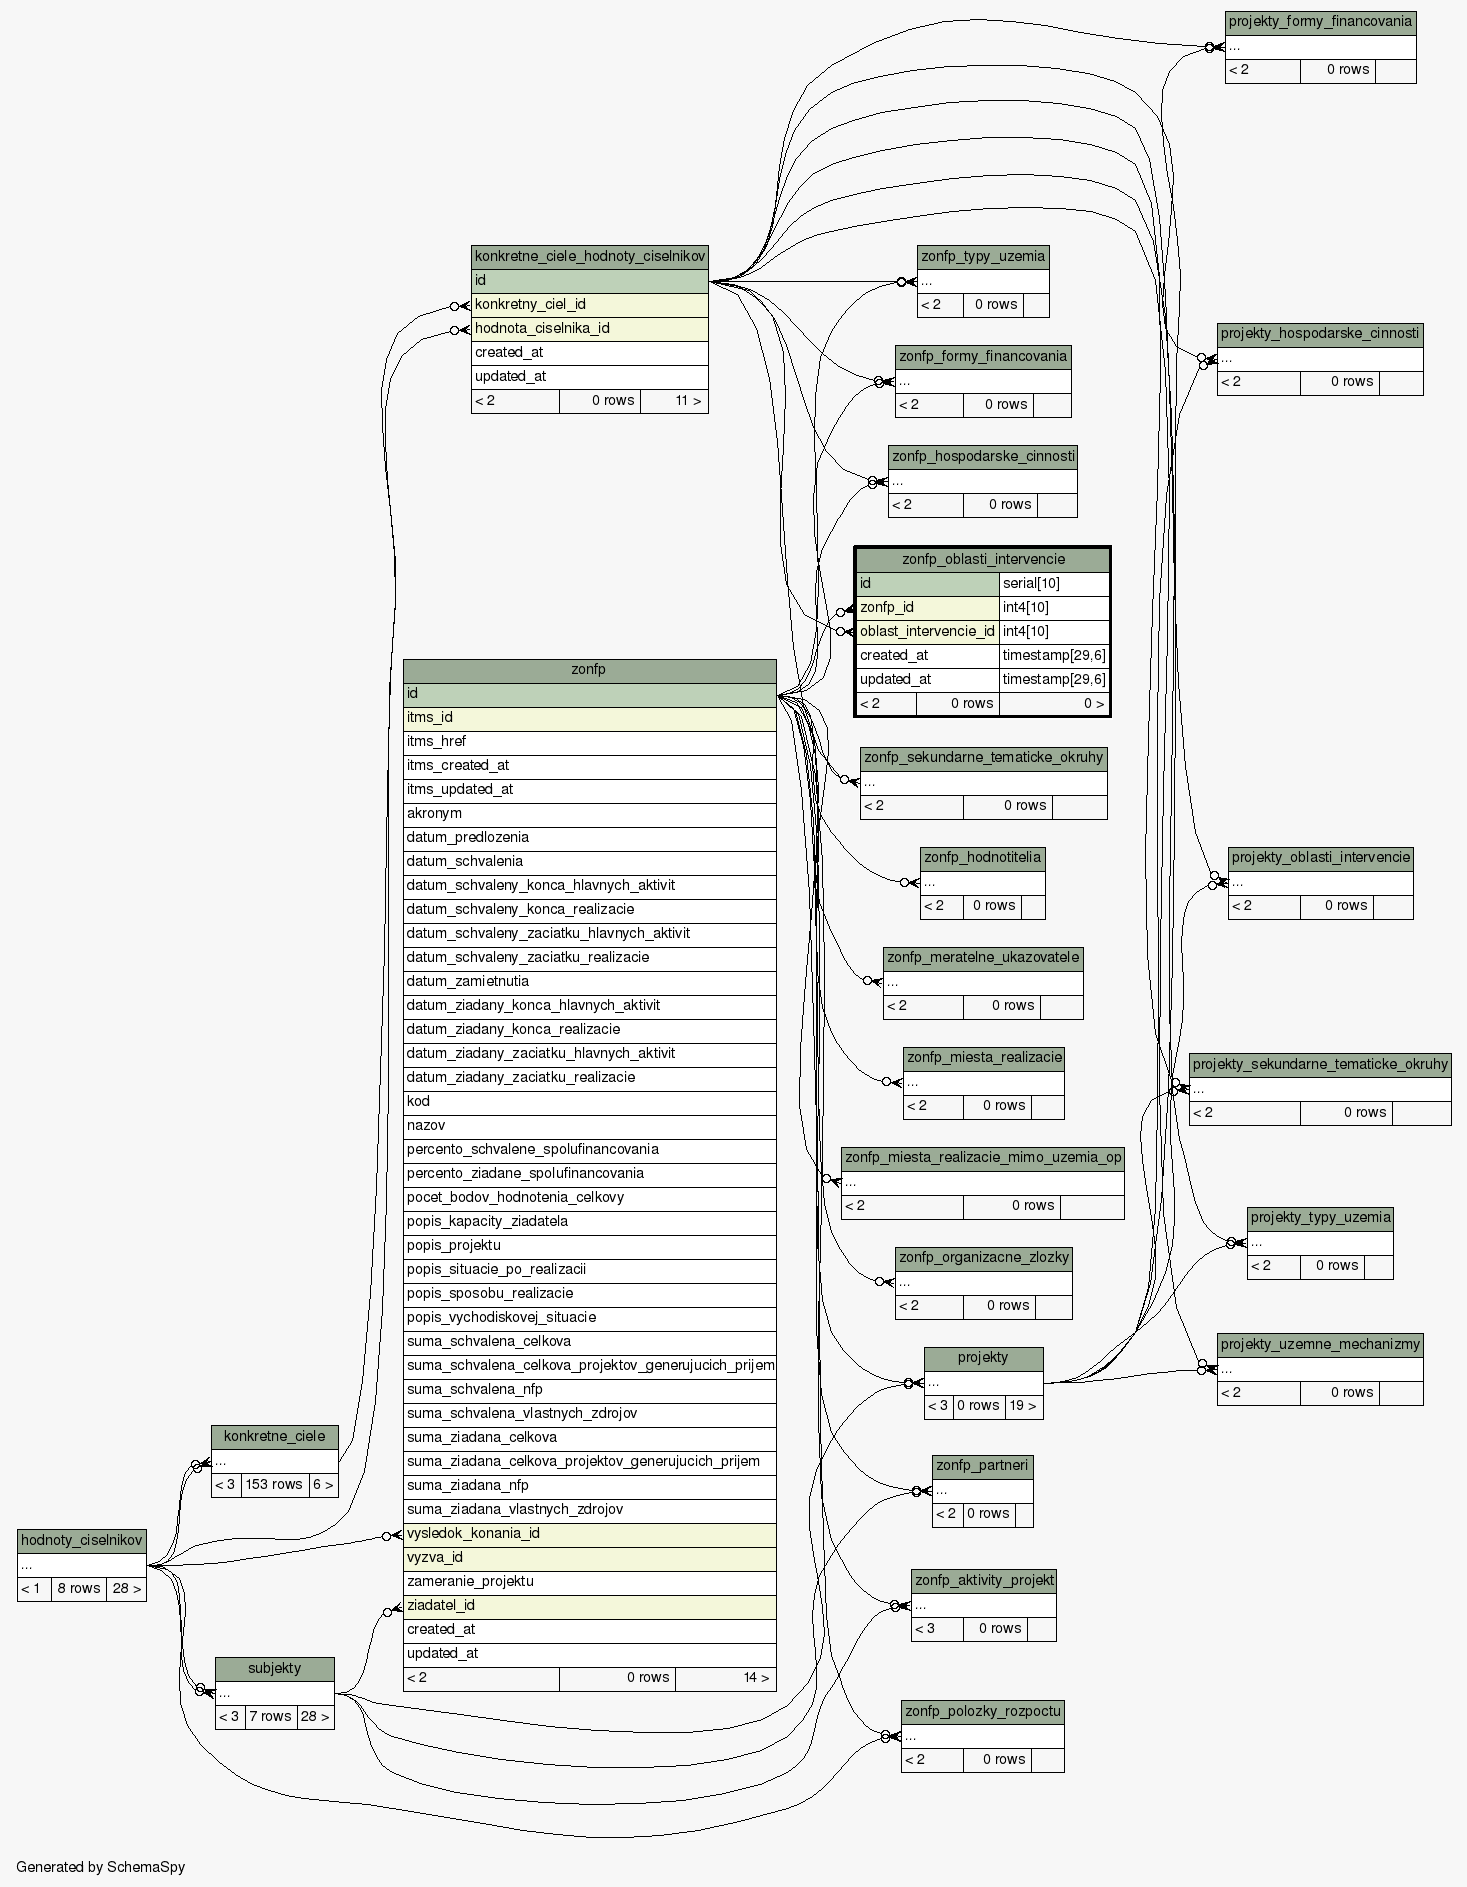 projekty_formy_financovania
...
< 2 0 rows
konkretne_ciele_hodnoty_ciselnikov
id
konkretny_ciel_id
hodnota_ciselnika_id
created_at
updated_at
< 2 0 rows 11 >
zonfp_typy_uzemia
...
< 2 0 rows
projekty_hospodarske_cinnosti
...
< 2 0 rows
zonfp_formy_financovania
...
< 2 0 rows
zonfp_hospodarske_cinnosti
...
< 2 0 rows
zonfp_oblasti_intervencie
id serial[10]
zonfp_id int4[10]
oblast_intervencie_id int4[10]
created_at timestamp[29,6]
updated_at timestamp[29,6]
< 2 0 rows 0 >
zonfp
id
itms_id
itms_href
itms_created_at
itms_updated_at
akronym
datum_predlozenia
datum_schvalenia
datum_schvaleny_konca_hlavnych_aktivit
datum_schvaleny_konca_realizacie
datum_schvaleny_zaciatku_hlavnych_aktivit
datum_schvaleny_zaciatku_realizacie
datum_zamietnutia
datum_ziadany_konca_hlavnych_aktivit
datum_ziadany_konca_realizacie
datum_ziadany_zaciatku_hlavnych_aktivit
datum_ziadany_zaciatku_realizacie
kod
nazov
percento_schvalene_spolufinancovania
percento_ziadane_spolufinancovania
pocet_bodov_hodnotenia_celkovy
popis_kapacity_ziadatela
popis_projektu
popis_situacie_po_realizacii
popis_sposobu_realizacie
popis_vychodiskovej_situacie
suma_schvalena_celkova
suma_schvalena_celkova_projektov_generujucich_prijem
suma_schvalena_nfp
suma_schvalena_vlastnych_zdrojov
suma_ziadana_celkova
suma_ziadana_celkova_projektov_generujucich_prijem
suma_ziadana_nfp
suma_ziadana_vlastnych_zdrojov
vysledok_konania_id
vyzva_id
zameranie_projektu
ziadatel_id
created_at
updated_at
< 2 0 rows 14 >
zonfp_sekundarne_tematicke_okruhy
...
< 2 0 rows
zonfp_hodnotitelia
...
< 2 0 rows
projekty_oblasti_intervencie
...
< 2 0 rows
zonfp_meratelne_ukazovatele
...
< 2 0 rows
zonfp_miesta_realizacie
...
< 2 0 rows
projekty_sekundarne_tematicke_okruhy
...
< 2 0 rows
zonfp_miesta_realizacie_mimo_uzemia_op
...
< 2 0 rows
projekty_typy_uzemia
...
< 2 0 rows
zonfp_organizacne_zlozky
...
< 2 0 rows
projekty
...
< 3 0 rows 19 >
projekty_uzemne_mechanizmy
...
< 2 0 rows
konkretne_ciele
...
< 3 153 rows 6 >
zonfp_partneri
...
< 2 0 rows
hodnoty_ciselnikov
...
< 1 8 rows 28 >
zonfp_aktivity_projekt
...
< 3 0 rows
subjekty
...
< 3 7 rows 28 >
zonfp_polozky_rozpoctu
...
< 2 0 rows
Generated by SchemaSpy